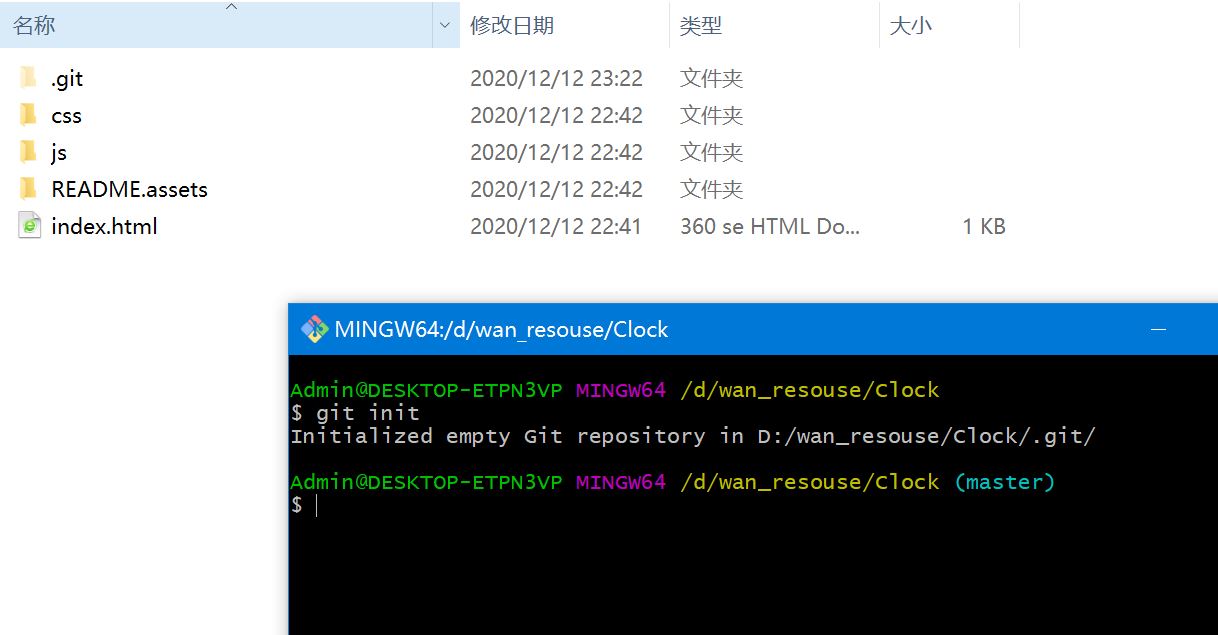 名称 修改日期 类型 大小
.git 2020/12/12 23:22 文件夹
css 2020/12/12 22:42 文件夹
js 2020/12/12 22:42 文件夹
README.assets 2020/12/12 22:42 文件夹
index.html 2020/12/12 22:41 360 se HTML Do... 1 KB
MINGW64:/d/wan_resouse/Clock
Admin@DESKTOP-ETPN3VP MINGW64 /d/wan_resouse/Clock
$ git init
Initialized empty Git repository in D:/wan_resouse/Clock/.git/
Admin@DESKTOP-ETPN3VP MINGW64 /d/wan_resouse/Clock (master)
$